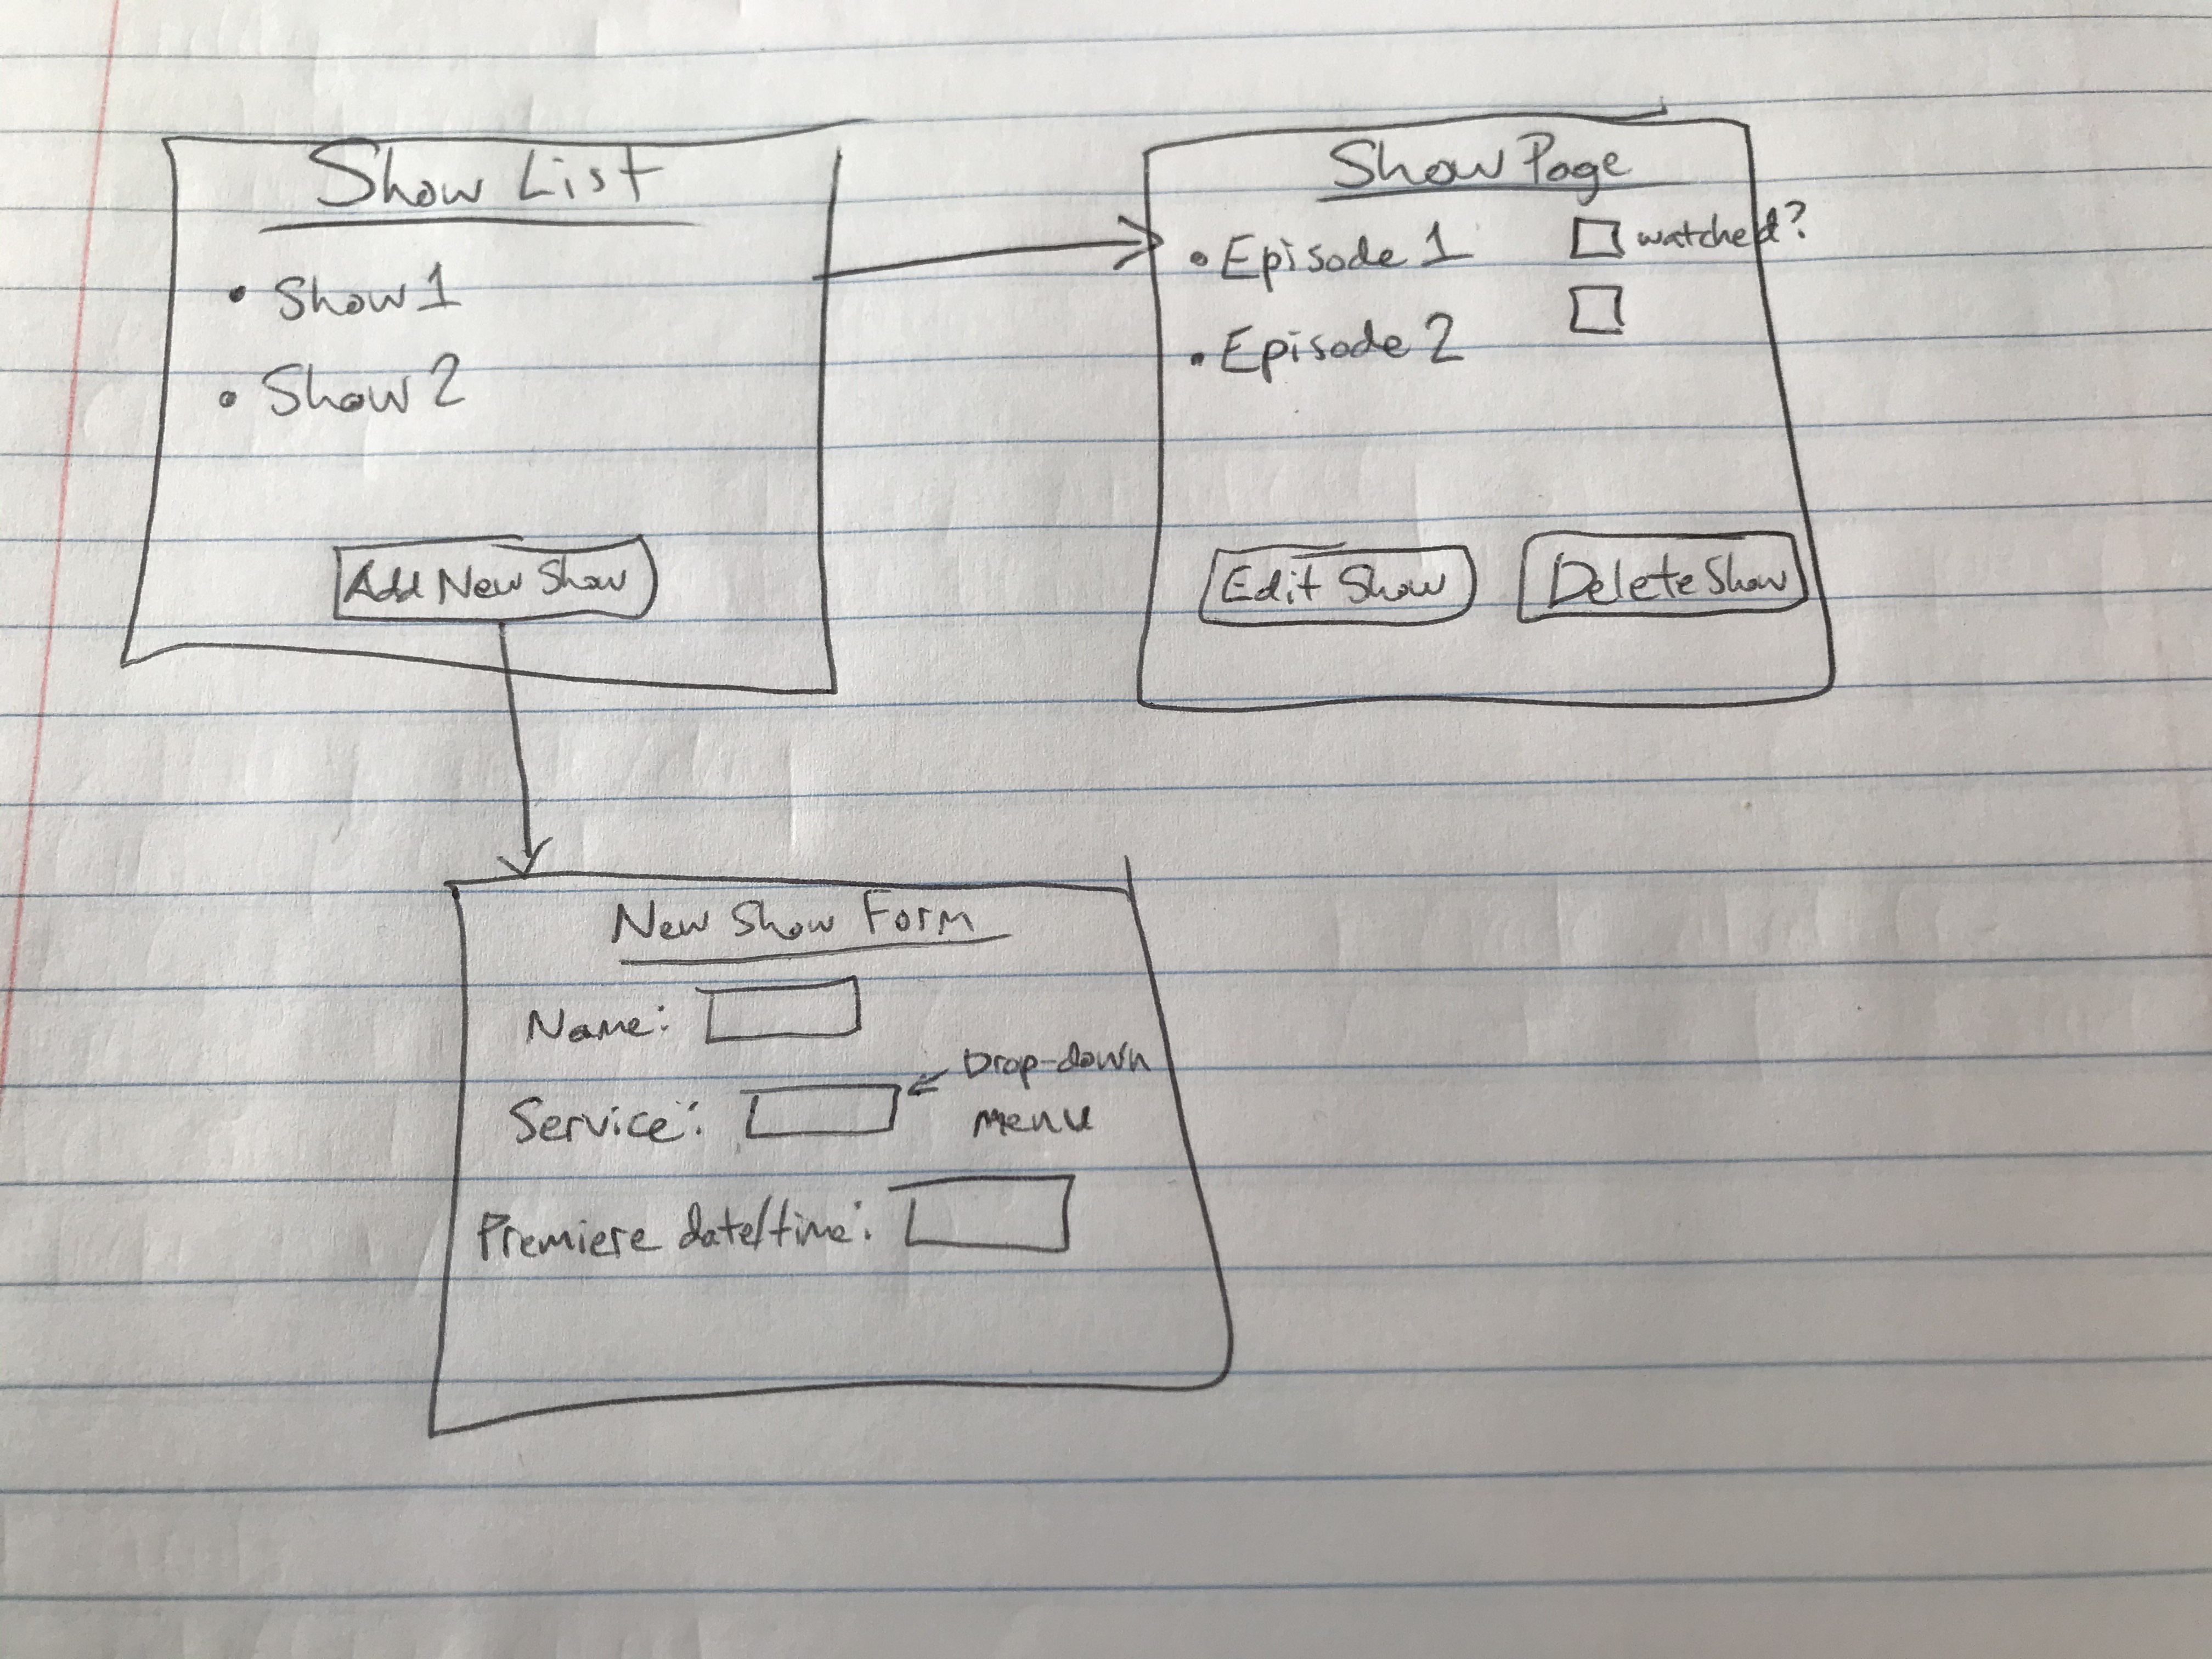 Show List
• Show 1
• Show 2
Add New Show
Show Page
• Episode 1 watched?
• Episode 2
Edit Show Delete Show
New Show Form
Name:
Service: Drop-down
menu
Premiere date/time: